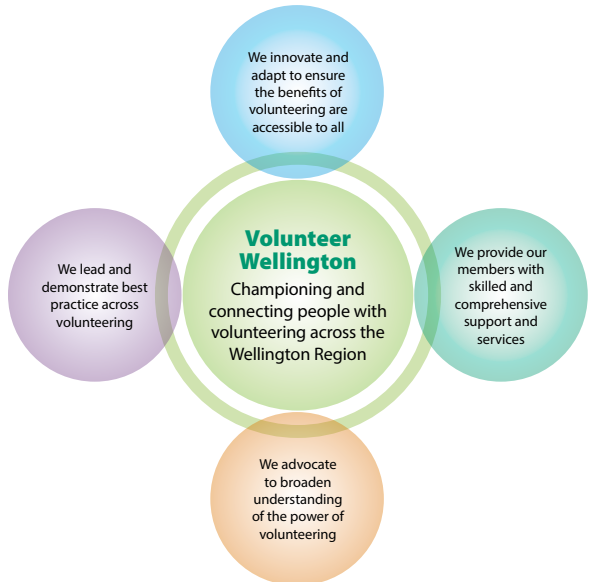 We innovate and
adapt to ensure
the benefits of
volunteering are
accessible to all
We lead and
demonstrate best
practice across
volunteering
Volunteer
Wellington
Championing and
connecting people with
volunteering across the
Wellington Region
We provide our
members with
skilled and
comprehensive
support and
services
We advocate
to broaden
understanding
of the power of
volunteering